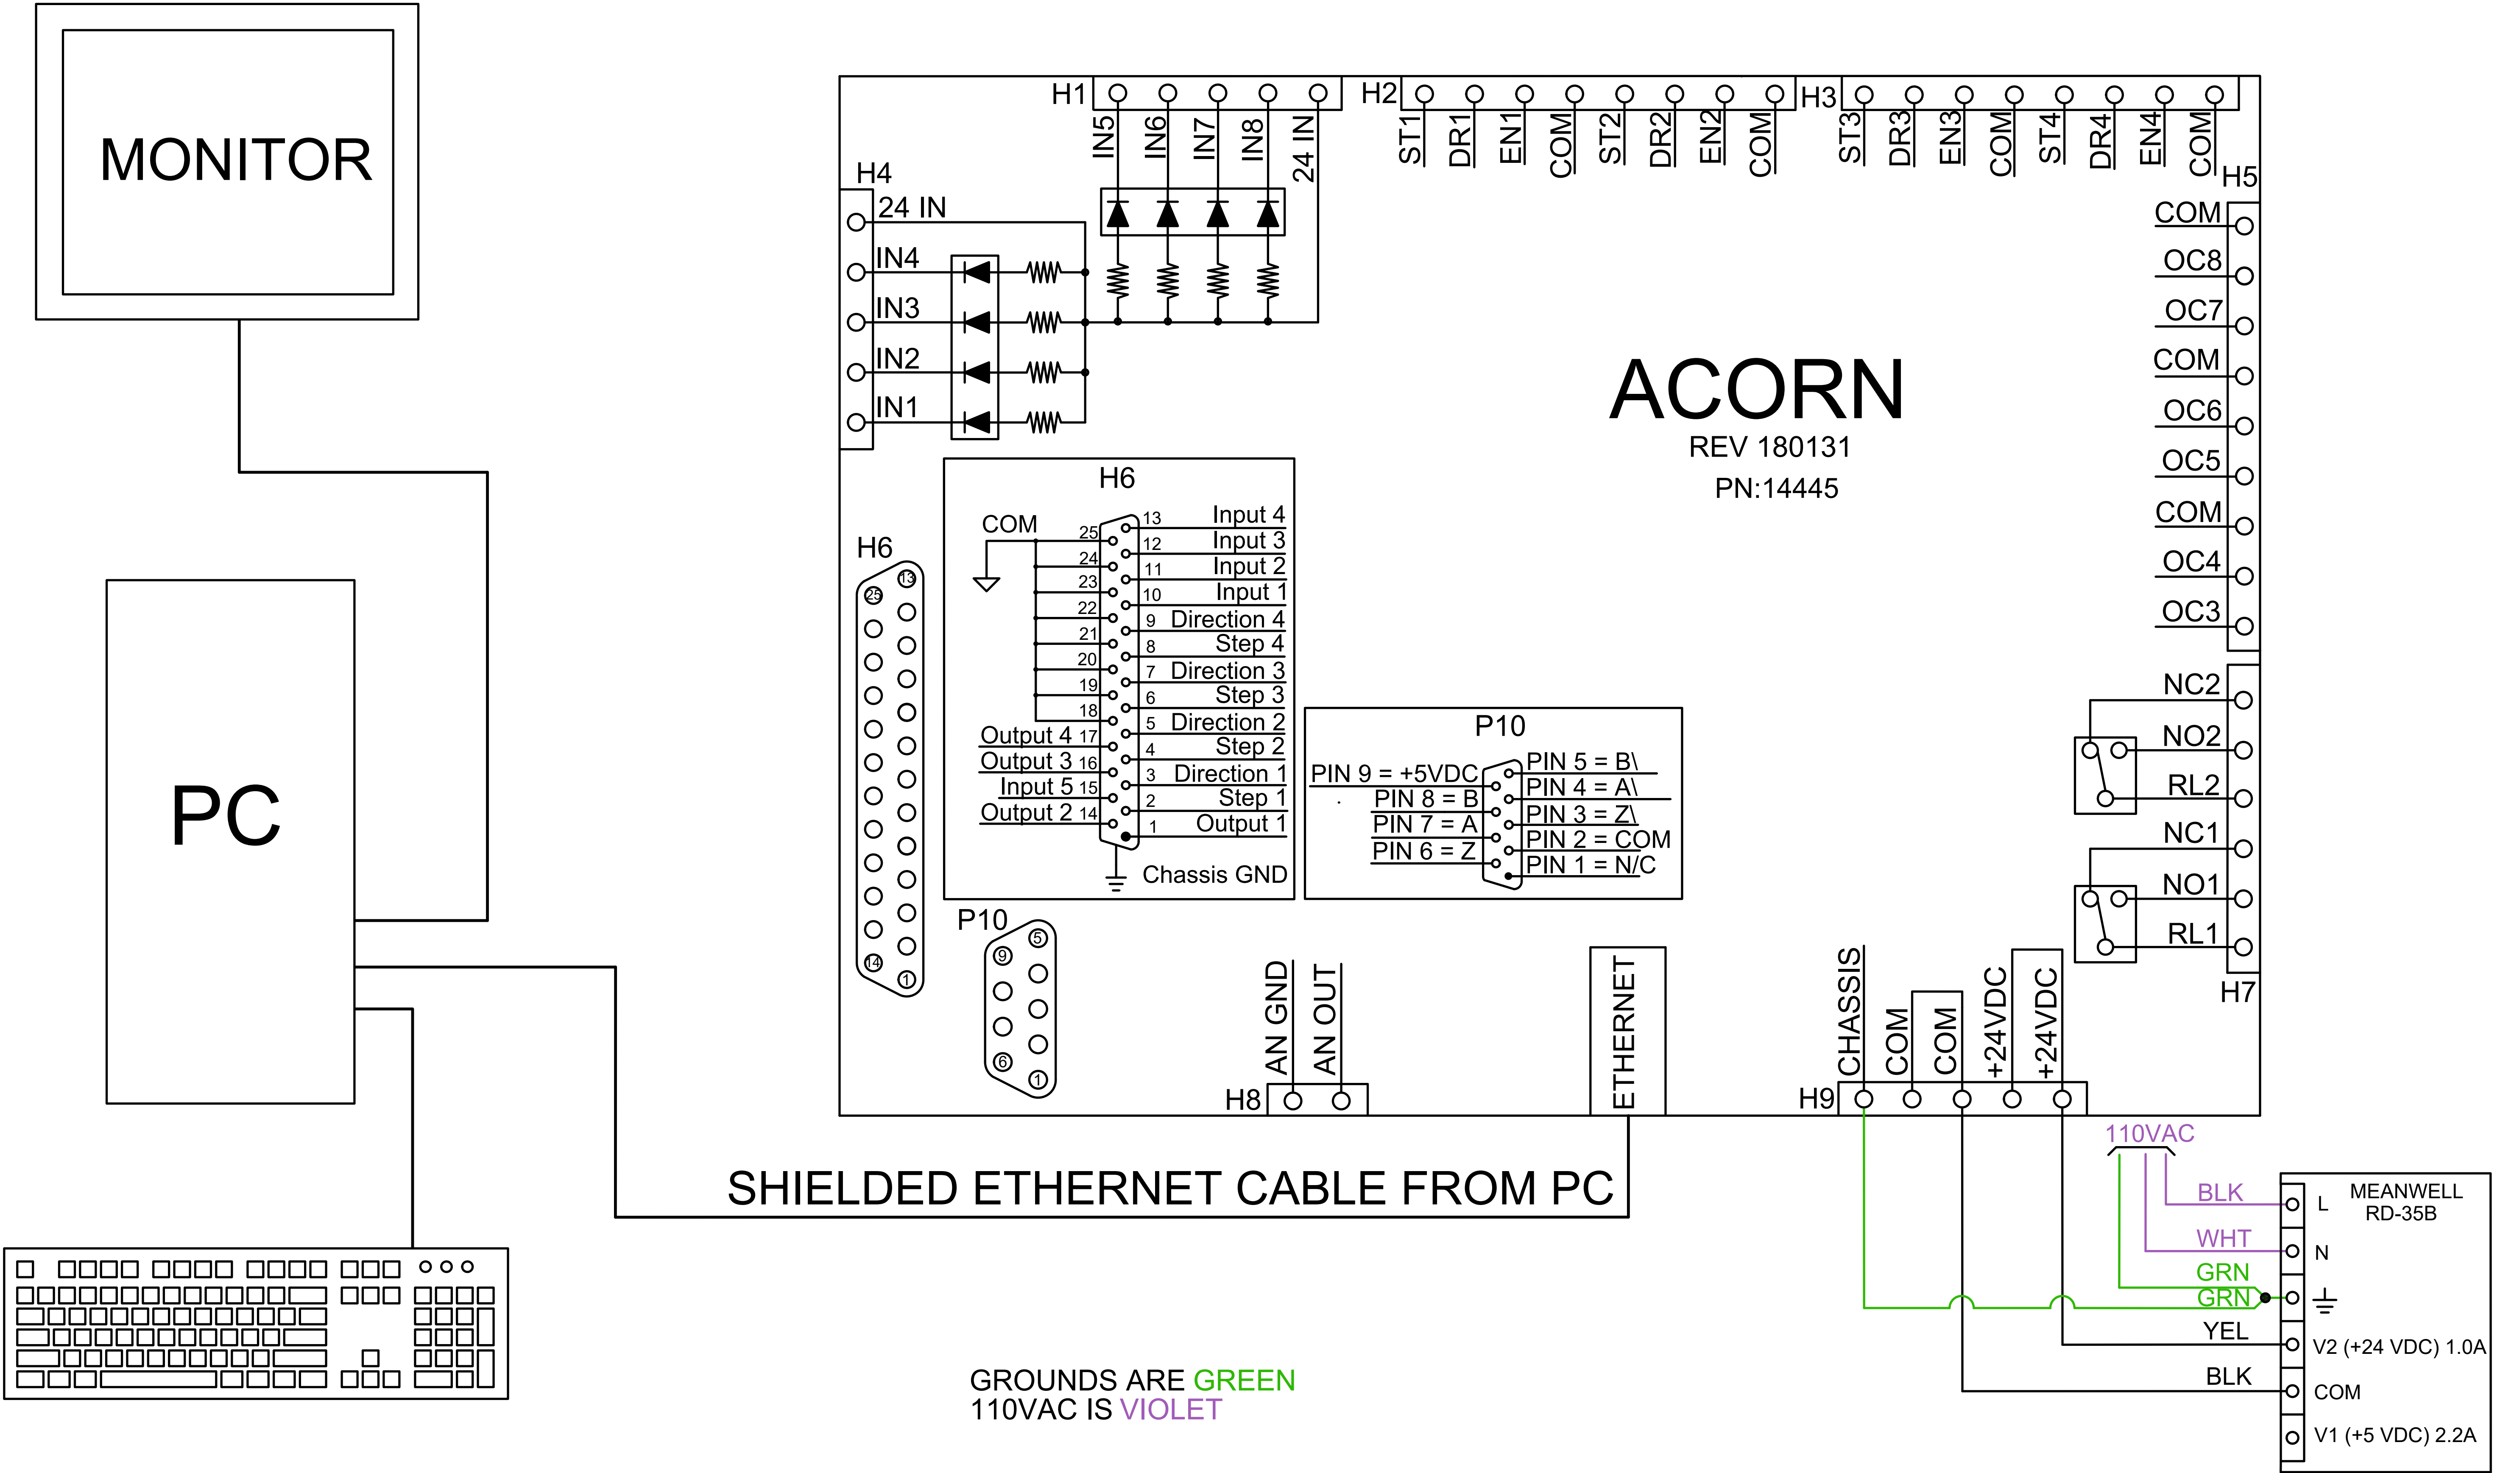 MONITOR
PC
H1
IN5
IN6
IN7
IN8
24 IN
H2
ST1
DR1
EN1
COM
ST2
DR2
EN2
COM
H3
ST3
DR3
EN3
COM
ST4
DR4
EN4
COM
H4
24 IN
IN4
IN3
IN2
IN1
ACORN
REV 180131
PN:14445
H5
COM
OC8
OC7
COM
OC6
OC5
COM
OC4
OC3
NC2
NO2
RL2
NC1
NO1
RL1
H7
H6
13
25
14
1
H6
COM
25
24
23
22
21
20
19
18
Output 4 17
Output 3 16
Input 5 15
Output 2 14
13 Input 4
12 Input 3
11 Input 2
10 Input 1
9 Direction 4
8 Step 4
7 Direction 3
6 Step 3
5 Direction 2
4 Step 2
3 Direction 1
2 Step 1
1 Output 1
Chassis GND
P10
PIN 9 = +5VDC
PIN 8 = B
PIN 7 = A
PIN 6 = Z
PIN 5 = B\
PIN 4 = A\
PIN 3 = Z\
PIN 2 = COM
PIN 1 = N/C
P10
5
9
6
1
H8
AN GND
AN OUT
ETHERNET
H9
CHASSIS
COM
COM
+24VDC
+24VDC
SHIELDED ETHERNET CABLE FROM PC
110VAC
BLK
WHT
GRN
GRN
YEL
BLK
MEANWELL
RD-35B
L
N
V2 (+24 VDC) 1.0A
COM
V1 (+5 VDC) 2.2A
GROUNDS ARE GREEN
110VAC IS VIOLET